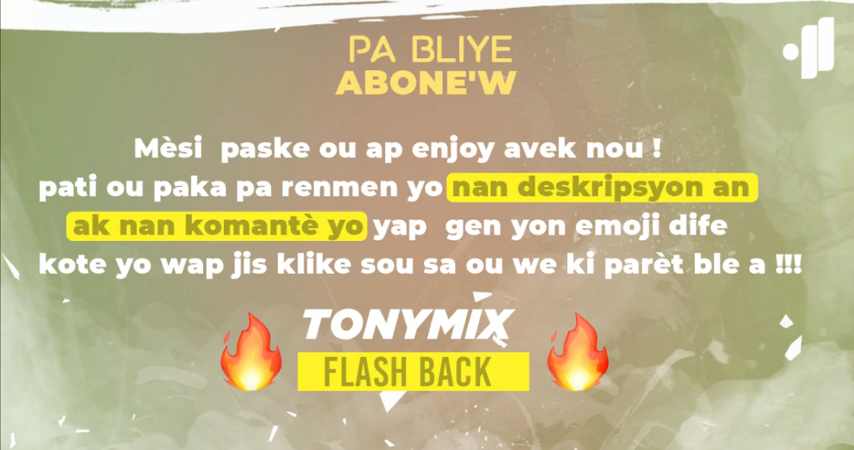 PA BLIYE
ABONE'W
Mèsi paske ou ap enjoy avek nou !
pati ou paka pa renmen yo nan deskripsyon an
ak nan komantè yo yap gen yon emoji dife
kote yo wap jis klike sou sa ou we ki parèt ble a !!!
TONYMIX
FLASH BACK